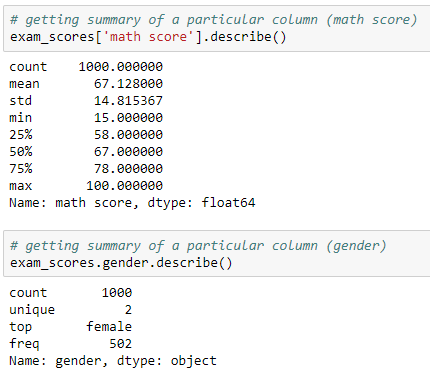 # getting summary of a particular column (math score)
exam_scores['math score'].describe()
count    1000.000000
mean       67.128000
std        14.815367
min        15.000000
25%        58.000000
50%        67.000000
75%        78.000000
max       100.000000
Name: math score, dtype: float64
# getting summary of a particular column (gender)
exam_scores.gender.describe()
count       1000
unique         2
top       female
freq         502
Name: gender, dtype: object